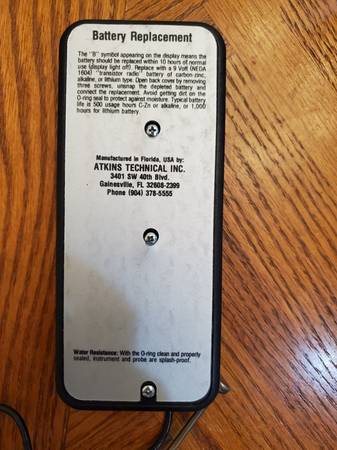 Battery Replacement
The "B" symbol appearing on the display means the
battery should be replaced within 10 hours of normal
use (display light off). Replace with a 9 Volt (NEDA
1604) "transistor radio" battery of carbon-zinc,
alkaline, or lithium type. Open back cover by removing
three screws, unsnap the depleted battery and
connect the replacement. Avoid getting dirt on the
O-ring seal to protect against moisture. Typical battery
life is 500 usage hours C-Zn or alkaline, or 1,000
hours for lithium battery.
Manufactured in Florida, USA by:
ATKINS TECHNICAL INC.
3401 SW 40th Blvd.
Gainesville, FL 32608-2399
Phone (904) 378-5555
Water Resistance: With the O-ring clean and properly
sealed, instrument and probe are splash-proof.